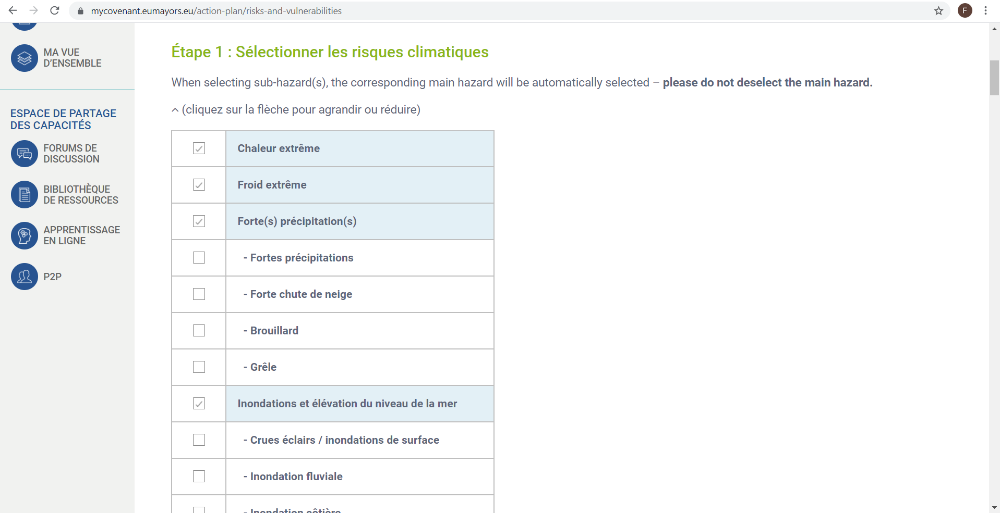 mycovenant.eumayors.eu/action-plan/risks-and-vulnerabilities
F
MA VUE
D'ENSEMBLE
ESPACE DE PARTAGE
DES CAPACITÉS
FORUMS DE
DISCUSSION
BIBLIOTHÈQUE
DE RESSOURCES
APPRENTISSAGE
EN LIGNE
P2P
Étape 1 : Sélectionner les risques climatiques
When selecting sub-hazard(s), the corresponding main hazard will be automatically selected – please do not deselect the main hazard.
(cliquez sur la flèche pour agrandir ou réduire)
Chaleur extrême
Froid extrême
Forte(s) précipitation(s)
- Fortes précipitations
- Forte chute de neige
- Brouillard
- Grêle
Inondations et élévation du niveau de la mer
- Crues éclairs / inondations de surface
- Inondation fluviale
- Inondation côtière